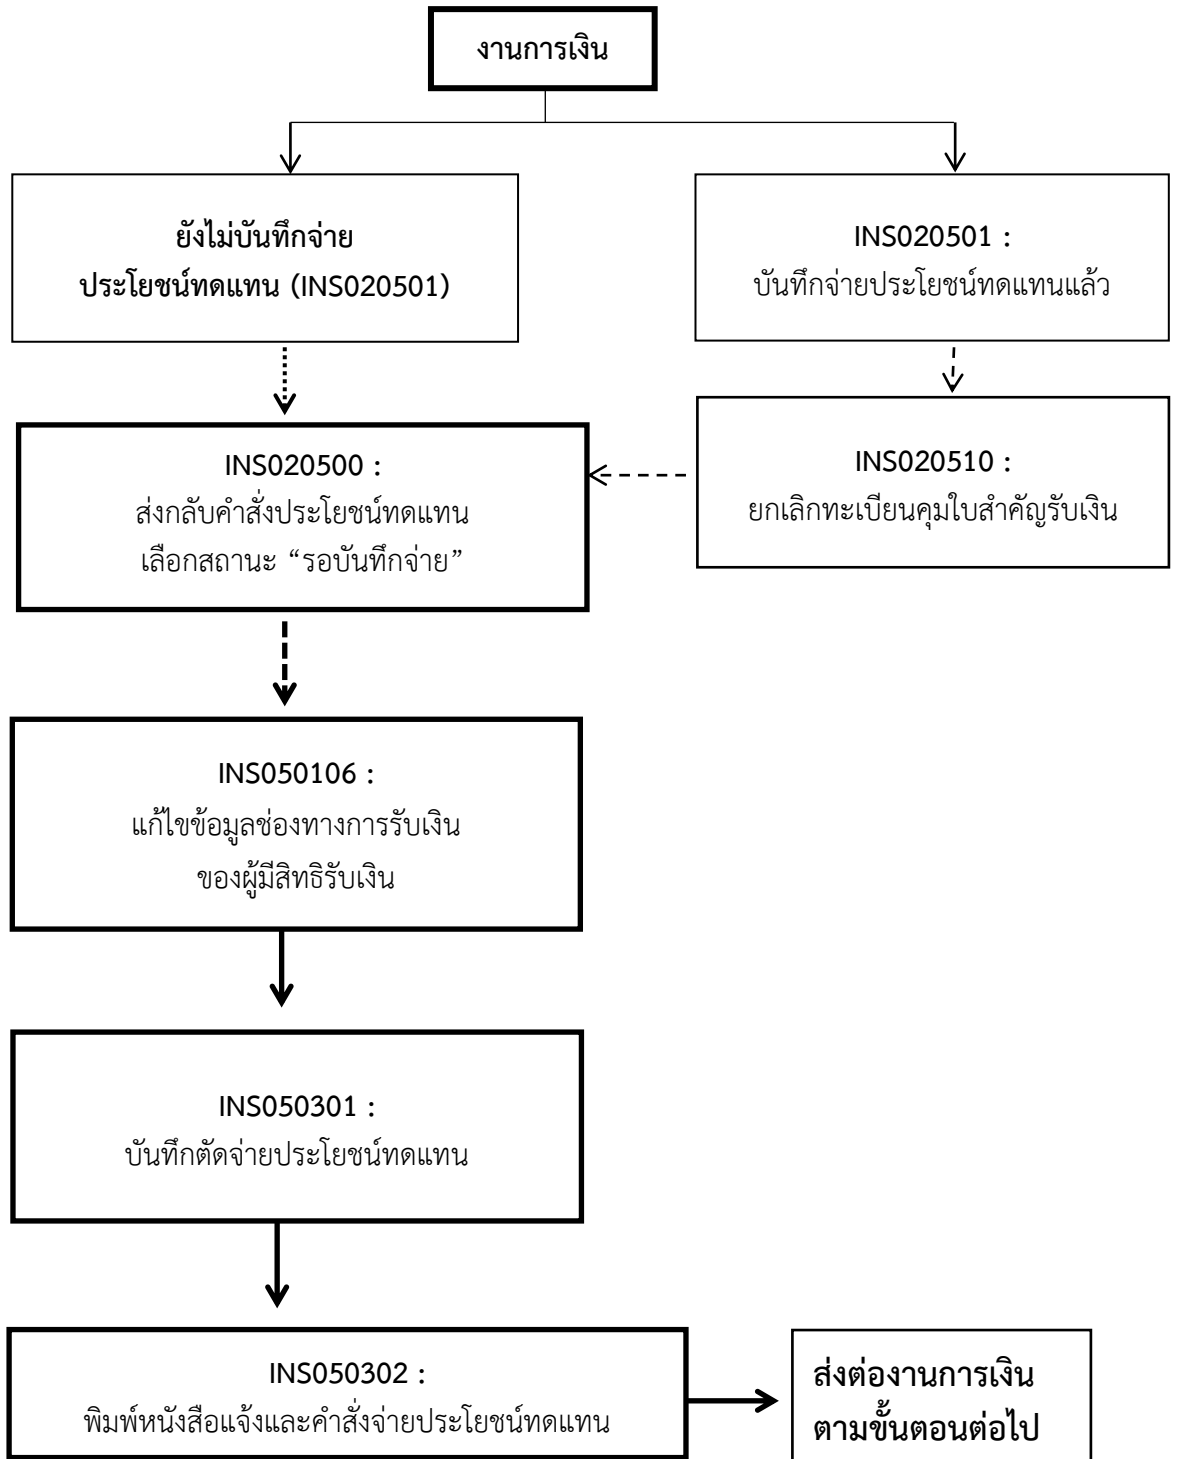 งานการเงิน
ยังไม่บันทึกจ่าย
ประโยชน์ทดแทน (INS020501)
INS020501 :
บันทึกจ่ายประโยชน์ทดแทนแล้ว
INS020500 :
ส่งกลับคำสั่งประโยชน์ทดแทน
เลือกสถานะ “รอบันทึกจ่าย”
INS020510 :
ยกเลิกทะเบียนคุมใบสำคัญรับเงิน
INS050106 :
แก้ไขข้อมูลช่องทางการรับเงิน
ของผู้มีสิทธิรับเงิน
INS050301 :
บันทึกตัดจ่ายประโยชน์ทดแทน
INS050302 :
พิมพ์หนังสือแจ้งและคำสั่งจ่ายประโยชน์ทดแทน
ส่งต่องานการเงิน
ตามขั้นตอนต่อไป